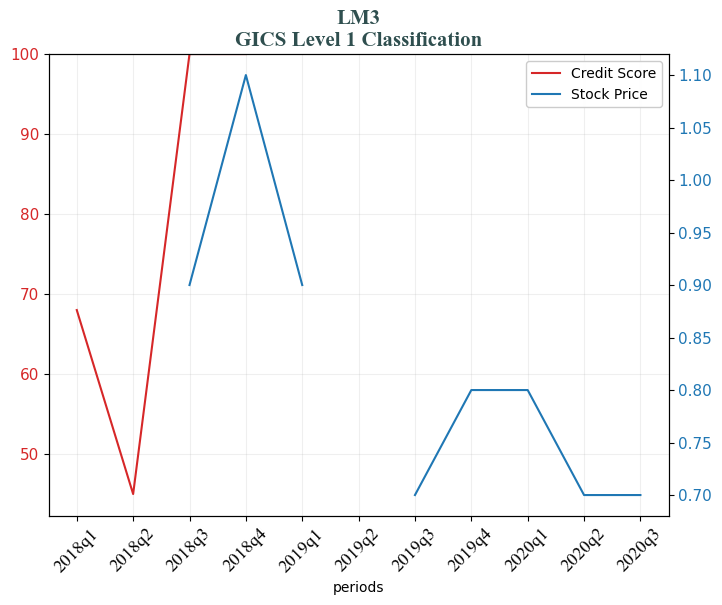 LM3
GICS Level 1 Classification
Credit Score
Stock Price
100
90
80
70
60
50
1.10
1.05
1.00
0.95
0.90
0.85
0.80
0.75
0.70
2018q1
2018q2
2018q3
2018q4
2019q1
2019q2
2019q3
2019q4
2020q1
2020q2
2020q3
periods